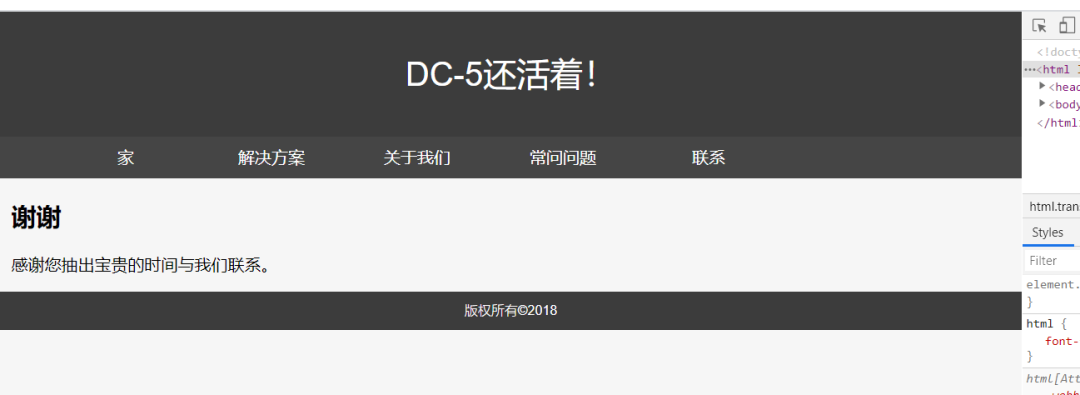 DC-5还活着！
家 解决方案 关于我们 常问问题 联系
谢谢
感谢您抽出宝贵的时间与我们联系。
版权所有©2018
<!docty
···<html l
▶<head
▶<body
</html
html.trans
Styles
Filter
element.
}
html {
font-
}
html[Att